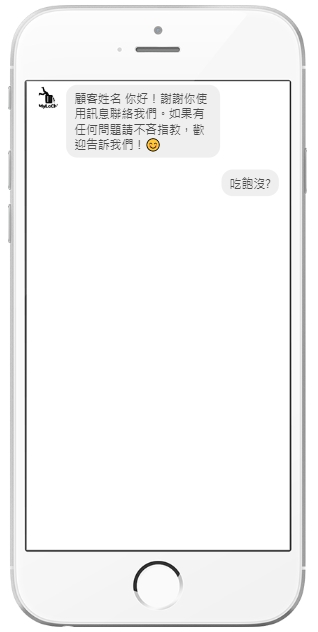 顧客姓名 你好！謝謝你使
用訊息聯絡我們。如果有
任何問題請不吝指教，歡
迎告訴我們！😊
吃飽沒?